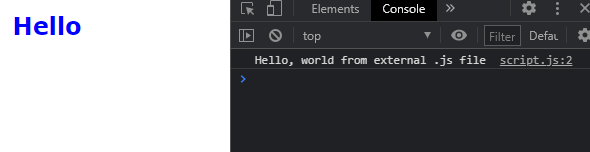 Hello
Elements Console
top Filter Defau
Hello, world from external .js file script.js:2